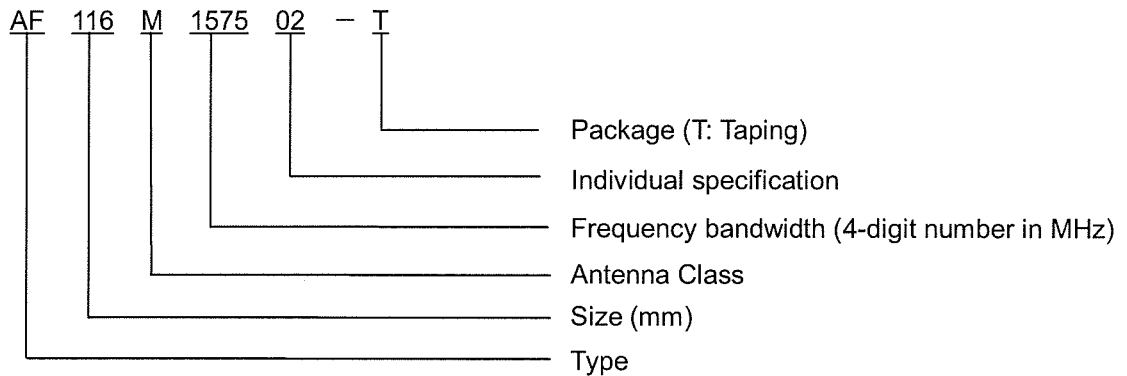 AF 116 M 1575 02 － T
Package (T: Taping)
Individual specification
Frequency bandwidth (4-digit number in MHz)
Antenna Class
Size (mm)
Type